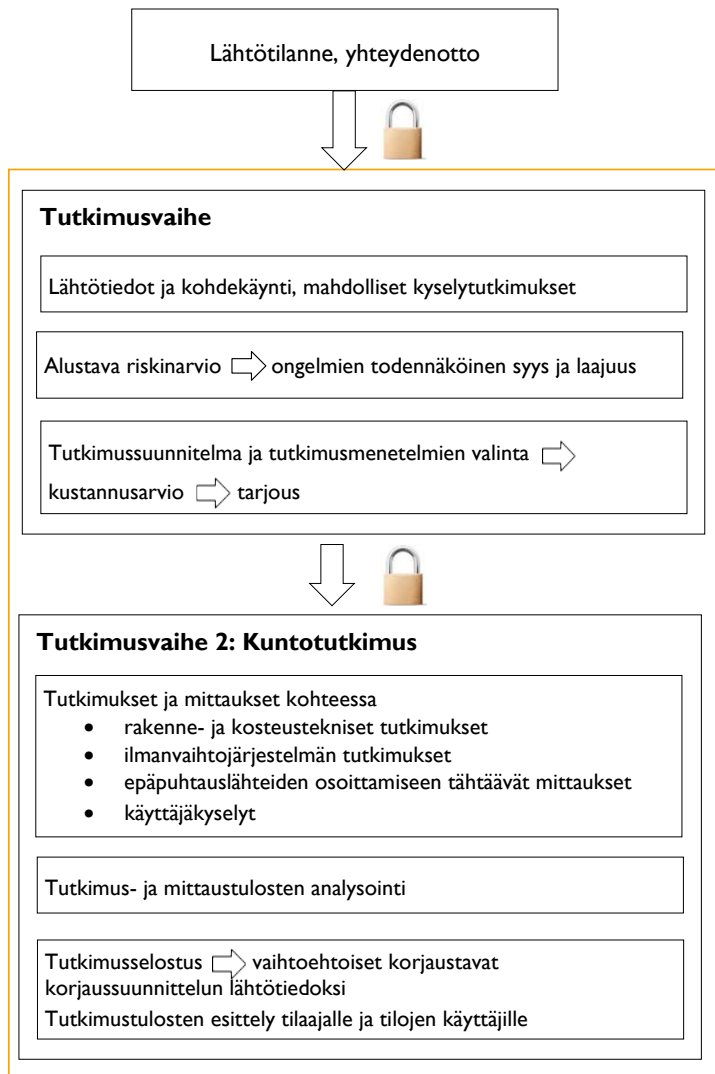 Lähtötilanne, yhteydenotto
Tutkimusvaihe
Lähtötiedot ja kohdekäynti, mahdolliset kyselytutkimukset
Alustava riskinarvio ongelmien todennäköinen syys ja laajuus
Tutkimussuunnitelma ja tutkimusmenetelmien valinta
kustannusarvio tarjous
Tutkimusvaihe 2: Kuntotutkimus
Tutkimukset ja mittaukset kohteessa
• rakenne- ja kosteustekniset tutkimukset
• ilmanvaihtojärjestelmän tutkimukset
• epäpuhtauslähteiden osoittamiseen tähtäävät mittaukset
• käyttäjäkyselyt
Tutkimus- ja mittaustulosten analysointi
Tutkimusselostus vaihtoehtoiset korjaustavat
korjaussuunnittelun lähtötiedoksi
Tutkimustulosten esittely tilaajalle ja tilojen käyttäjille